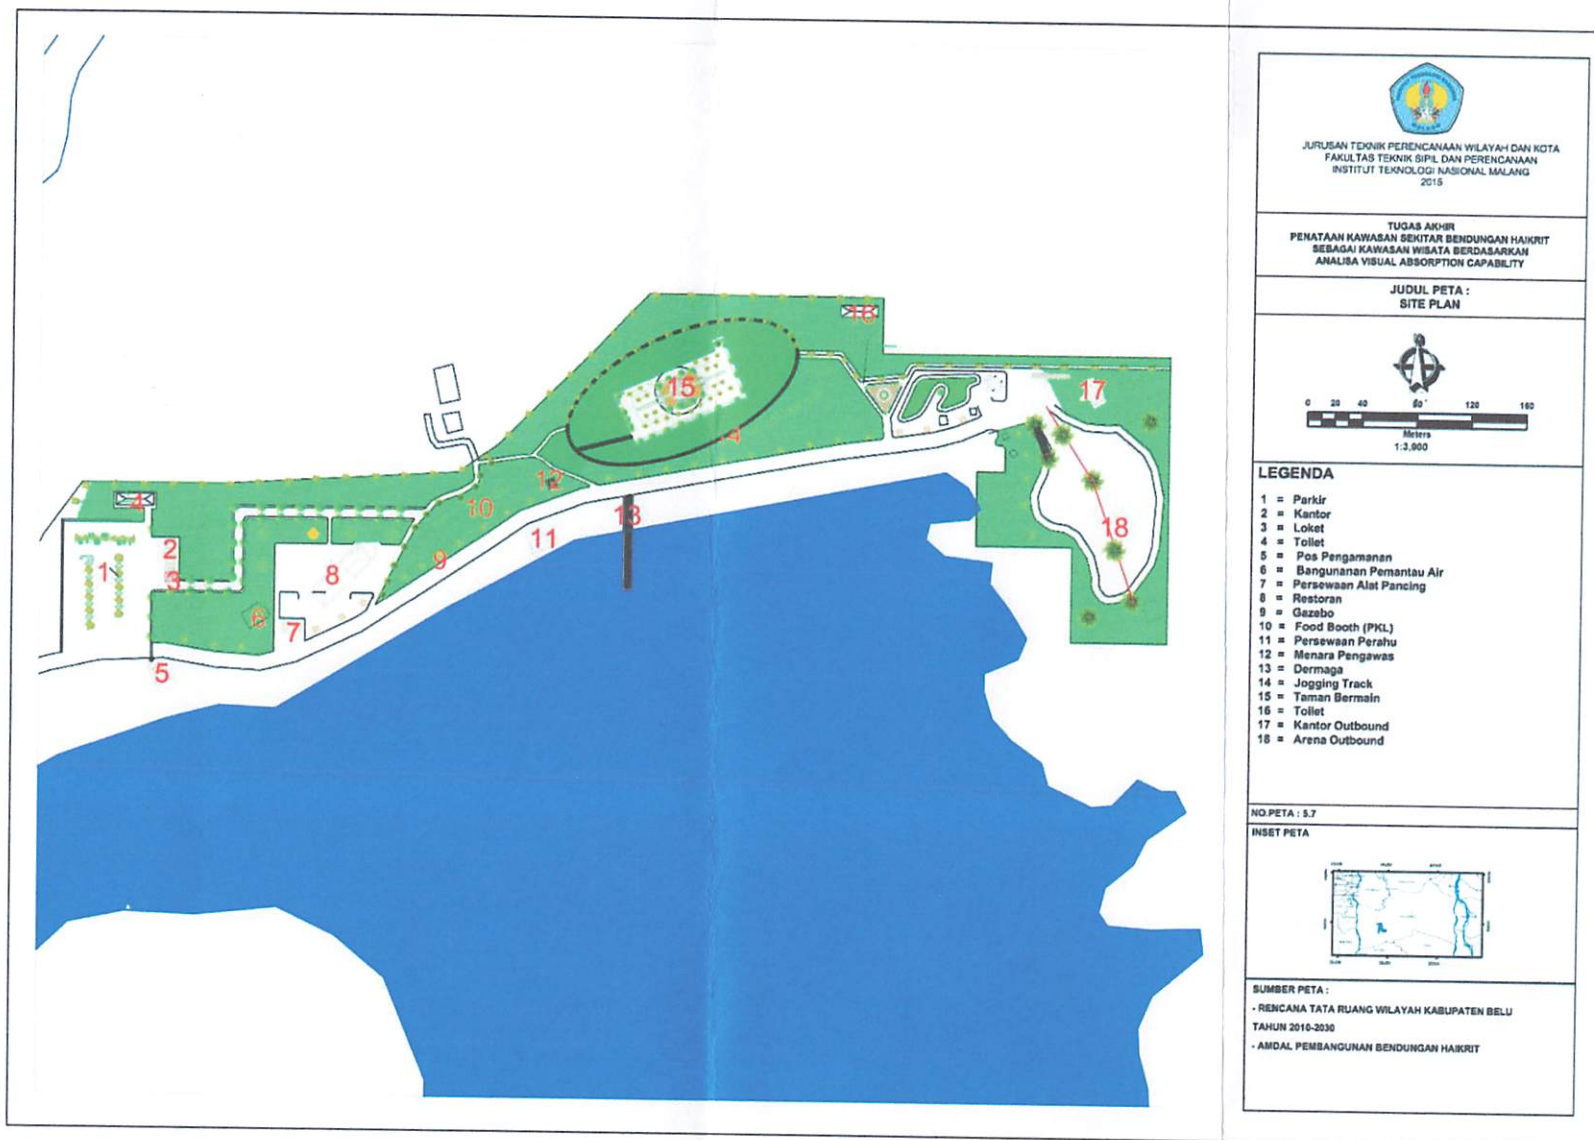 1
2
3
4
5
6
7
8
9
10
11
12
13
15
16
17
18
JURUSAN TEKNIK PERENCANAAN WILAYAH DAN KOTA
FAKULTAS TEKNIK SIPIL DAN PERENCANAAN
INSTITUT TEKNOLOGI NASIONAL MALANG
2015
TUGAS AKHIR
PENATAAN KAWASAN SEKITAR BENDUNGAN HAIKRIT
SEBAGAI KAWASAN WISATA BERDASARKAN
ANALISA VISUAL ABSORPTION CAPABILITY
JUDUL PETA :
SITE PLAN
0 20 40 80 120 160
Meters
1:3,000
LEGENDA
1 = Parkir
2 = Kantor
3 = Loket
4 = Toilet
5 = Pos Pengamanan
6 = Bangunanan Pemantau Air
7 = Persewaan Alat Pancing
8 = Restoran
9 = Gazebo
10 = Food Booth (PKL)
11 = Persewaan Perahu
12 = Menara Pengawas
13 = Dermaga
14 = Jogging Track
15 = Taman Bermain
16 = Toilet
17 = Kantor Outbound
18 = Arena Outbound
NO.PETA : 5.7
INSET PETA
SUMBER PETA :
- RENCANA TATA RUANG WILAYAH KABUPATEN BELU
TAHUN 2010-2030
- AMDAL PEMBANGUNAN BENDUNGAN HAIKRIT